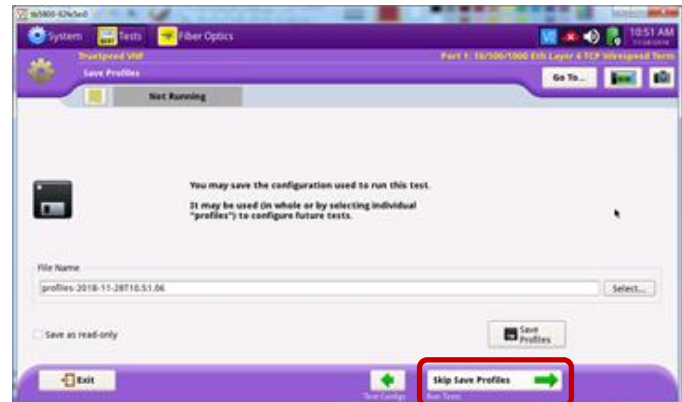 System Tests Fiber Optics 10:51 AM
TrueSpeed VNF Port 1: 10/100/1000 Eth Layer 4 TCP Wirespeed Term
Save Profiles
Go To...
Not Running
You may save the configuration used to run this test.
It may be used (in whole or by selecting individual
"profiles") to configure future tests.
File Name
profiles-2018-11-28T10.51.06
Select...
Save as read-only
Save
Profiles
Exit
Skip Save Profiles
Test Configs
Run Tests